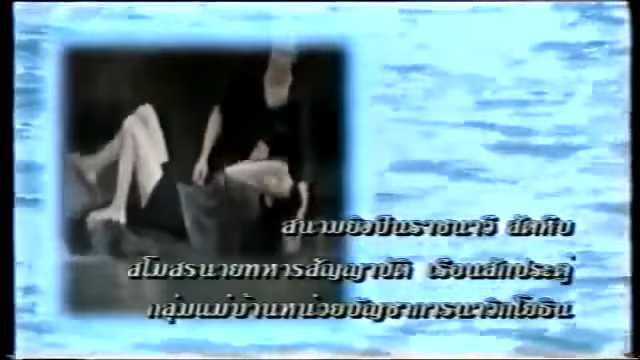 สนามยิงปืนราชนาวี สัตหีบ
สโมสรนายทหารสัญญาบัติ เรือนสักประดู่
กลุ่มแม่บ้านหน่วยบัญชาการนาวิกโยธิน